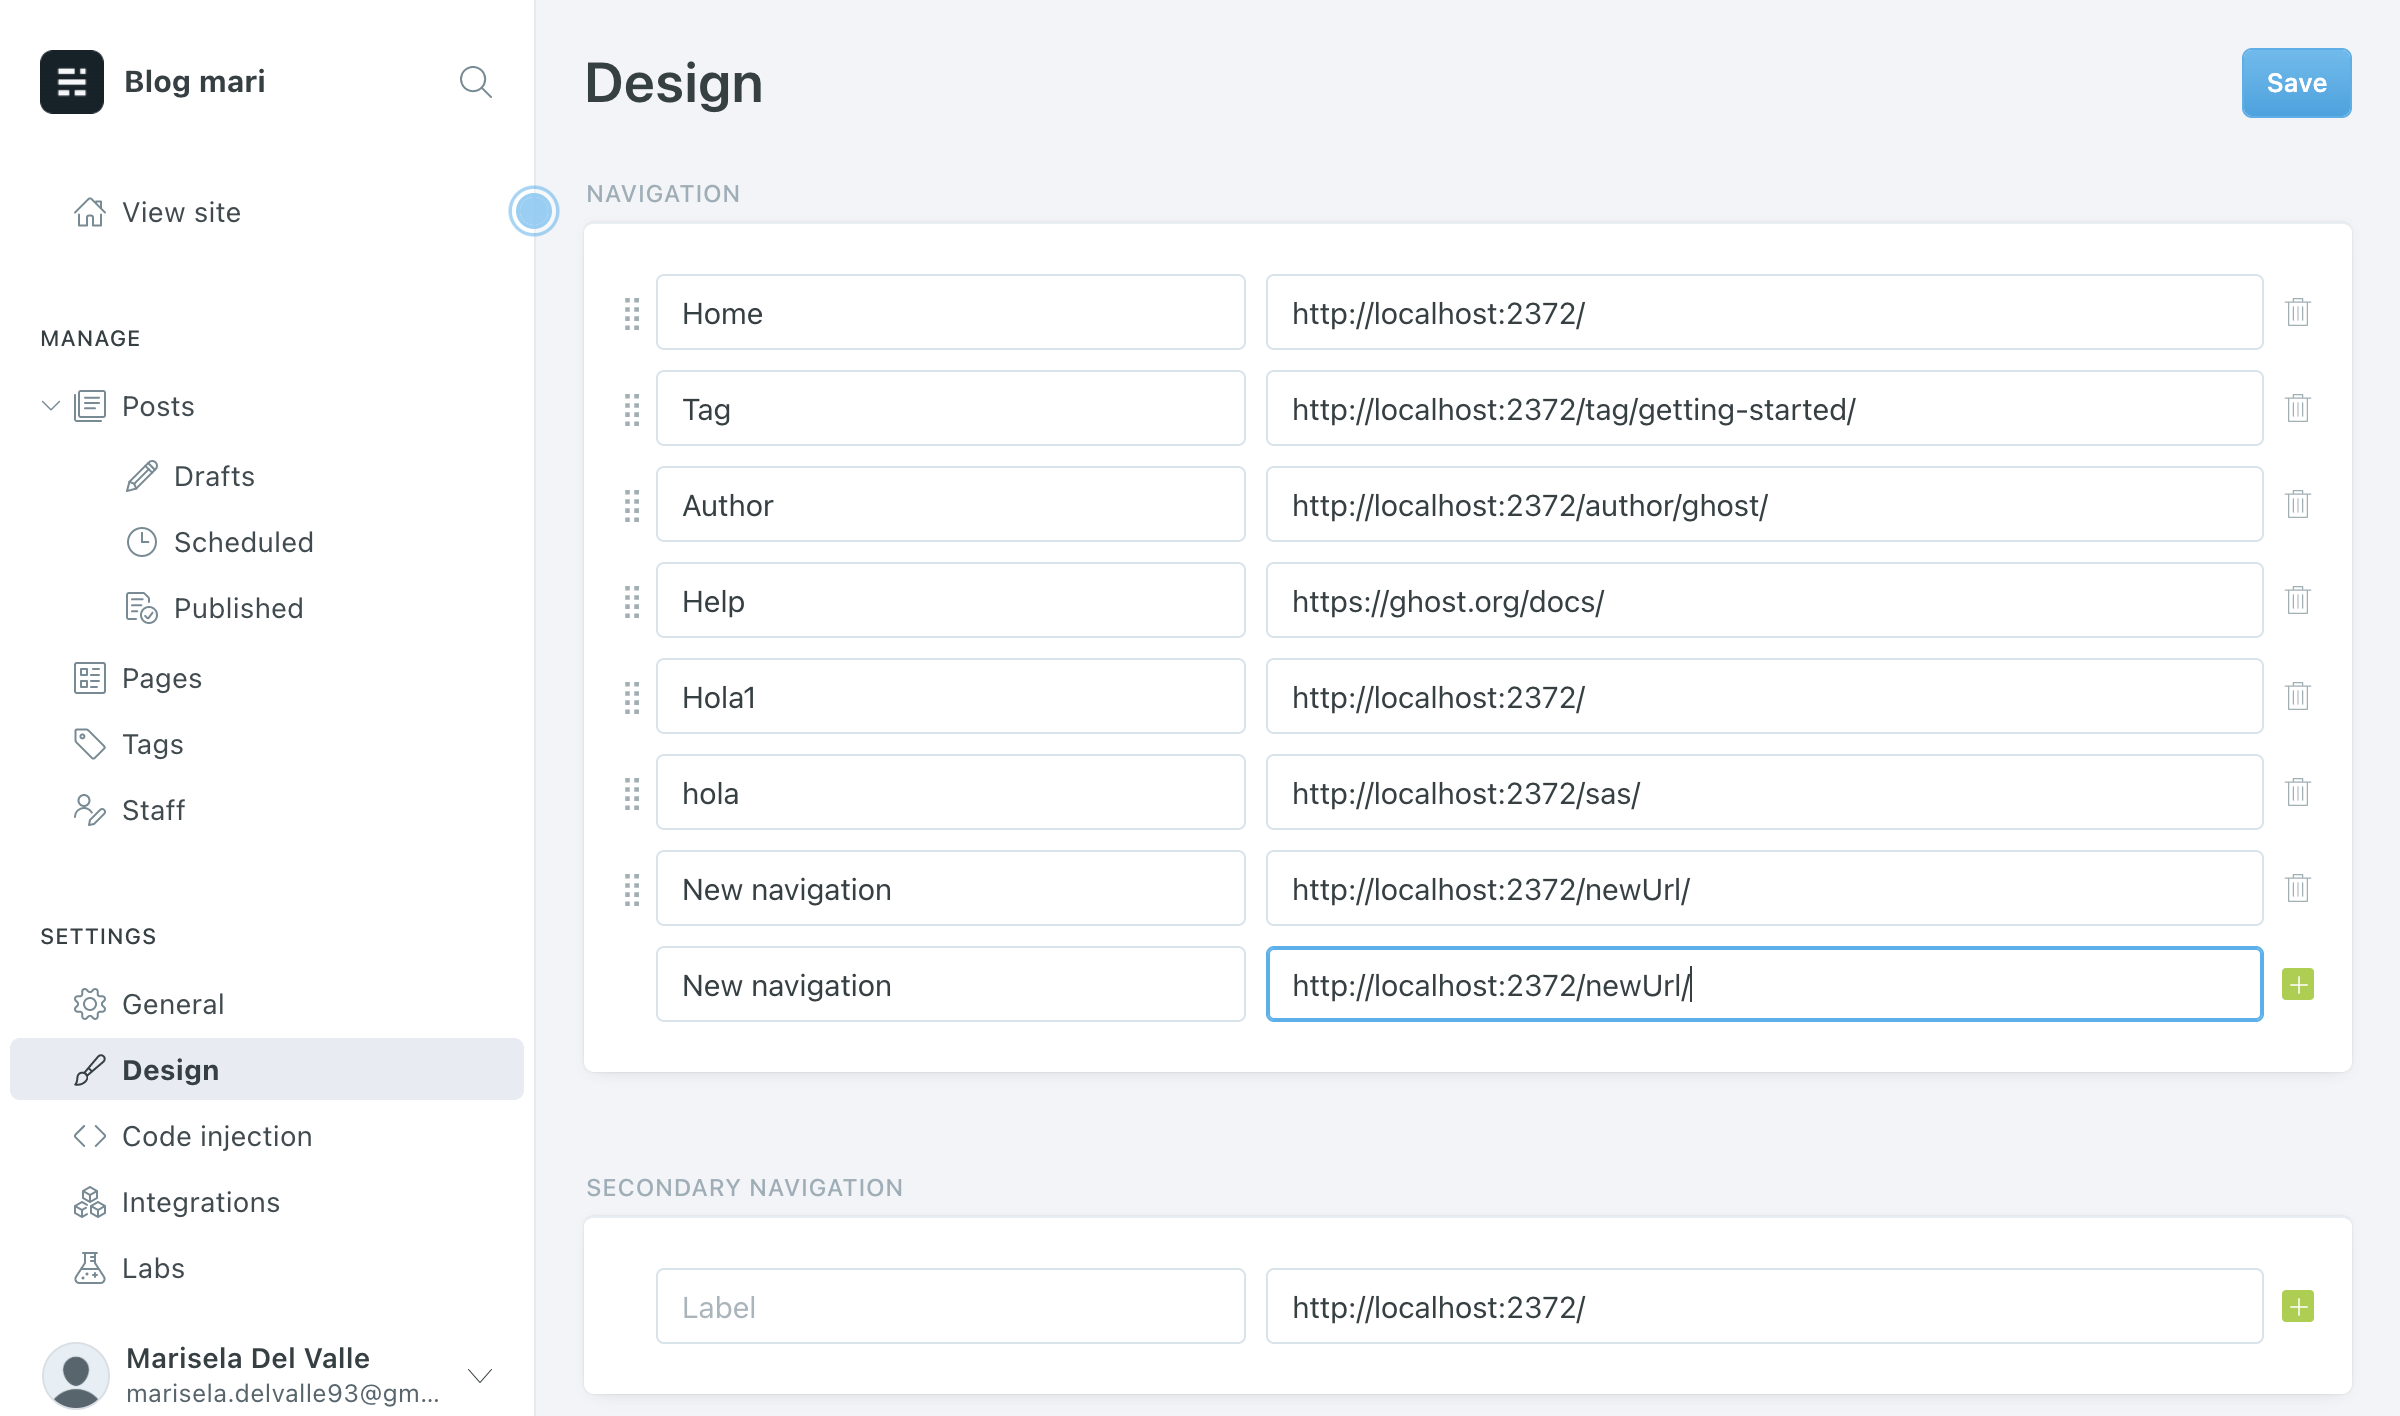 Blog mari
View site
MANAGE
Posts
Drafts
Scheduled
Published
Pages
Tags
Staff
SETTINGS
General
Design
Code injection
Integrations
Labs
Marisela Del Valle
marisela.delvalle93@gm...
Design
Save
NAVIGATION
Home http://localhost:2372/
Tag http://localhost:2372/tag/getting-started/
Author http://localhost:2372/author/ghost/
Help https://ghost.org/docs/
Hola1 http://localhost:2372/
hola http://localhost:2372/sas/
New navigation http://localhost:2372/newUrl/
New navigation http://localhost:2372/newUrl/
SECONDARY NAVIGATION
Label http://localhost:2372/